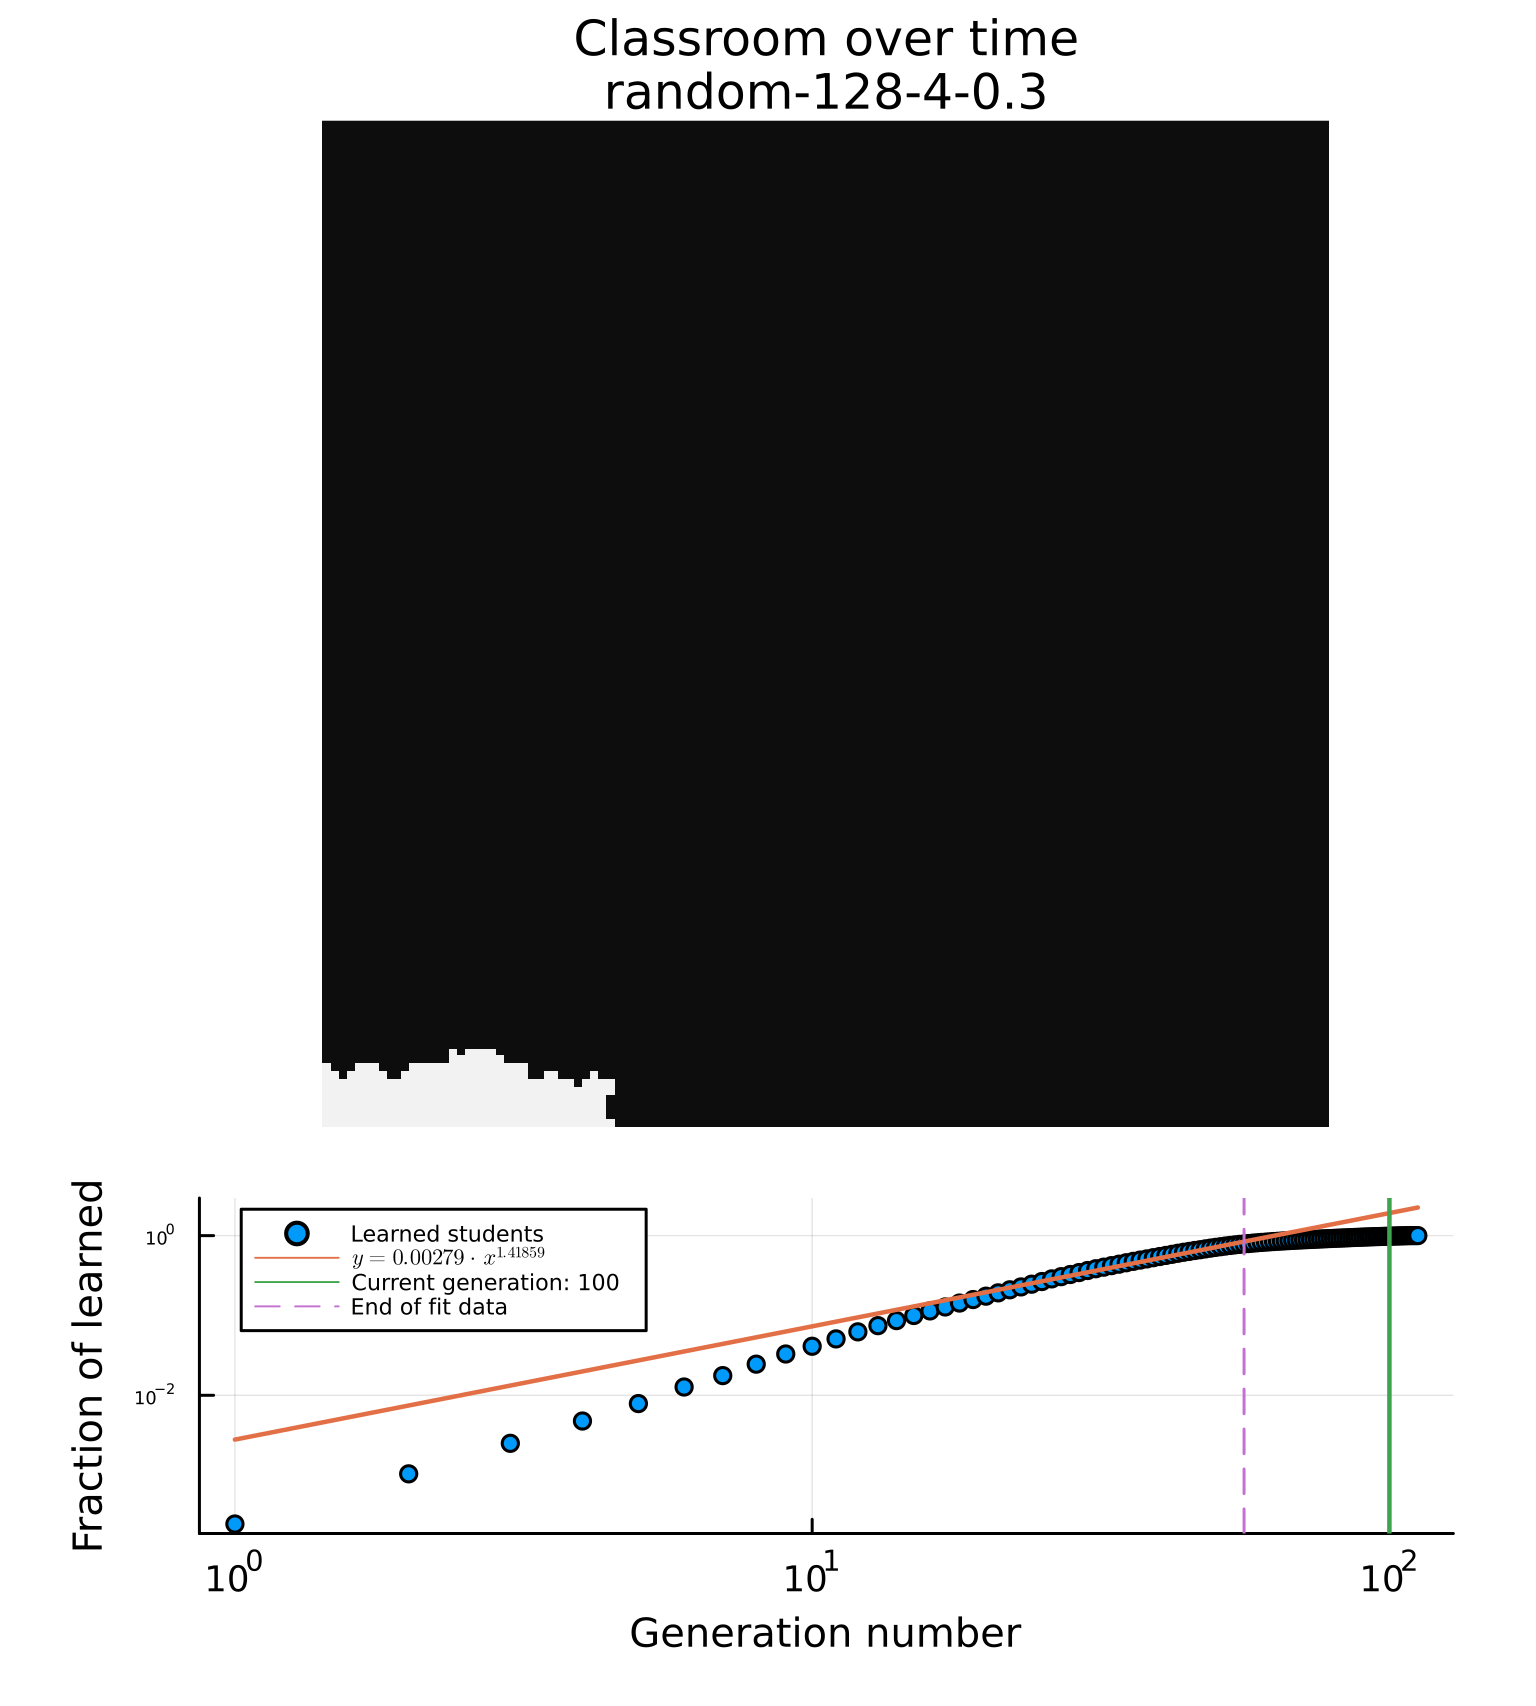 Classroom over time
random-128-4-0.3
Fraction of learned
10^0
10^−2
Learned students
y = 0.00279 · x^1.41859
Current generation: 100
End of fit data
10^0 10^1 10^2
Generation number